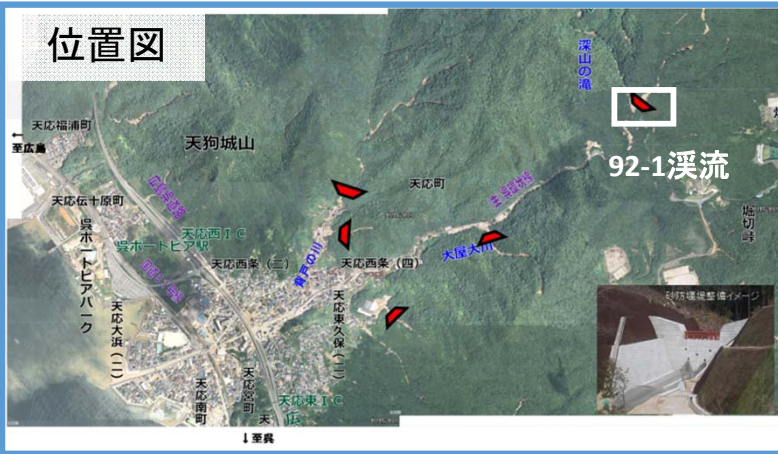 位置図
深山の滝
92-1渓流
天応福浦町
←
至広島
天狗城山
天応町
天応伝十原町
天応西IC
呉ポートピア駅
呉ポートピアパーク
天応西条(二)
背戸の川
天応西条(四)
大屋大川
堀切峠
天応大浜(二)
天応東久保(二)
砂防堰堤整備イメージ
天応南町
天応宮町
天応東IC
↓至呉